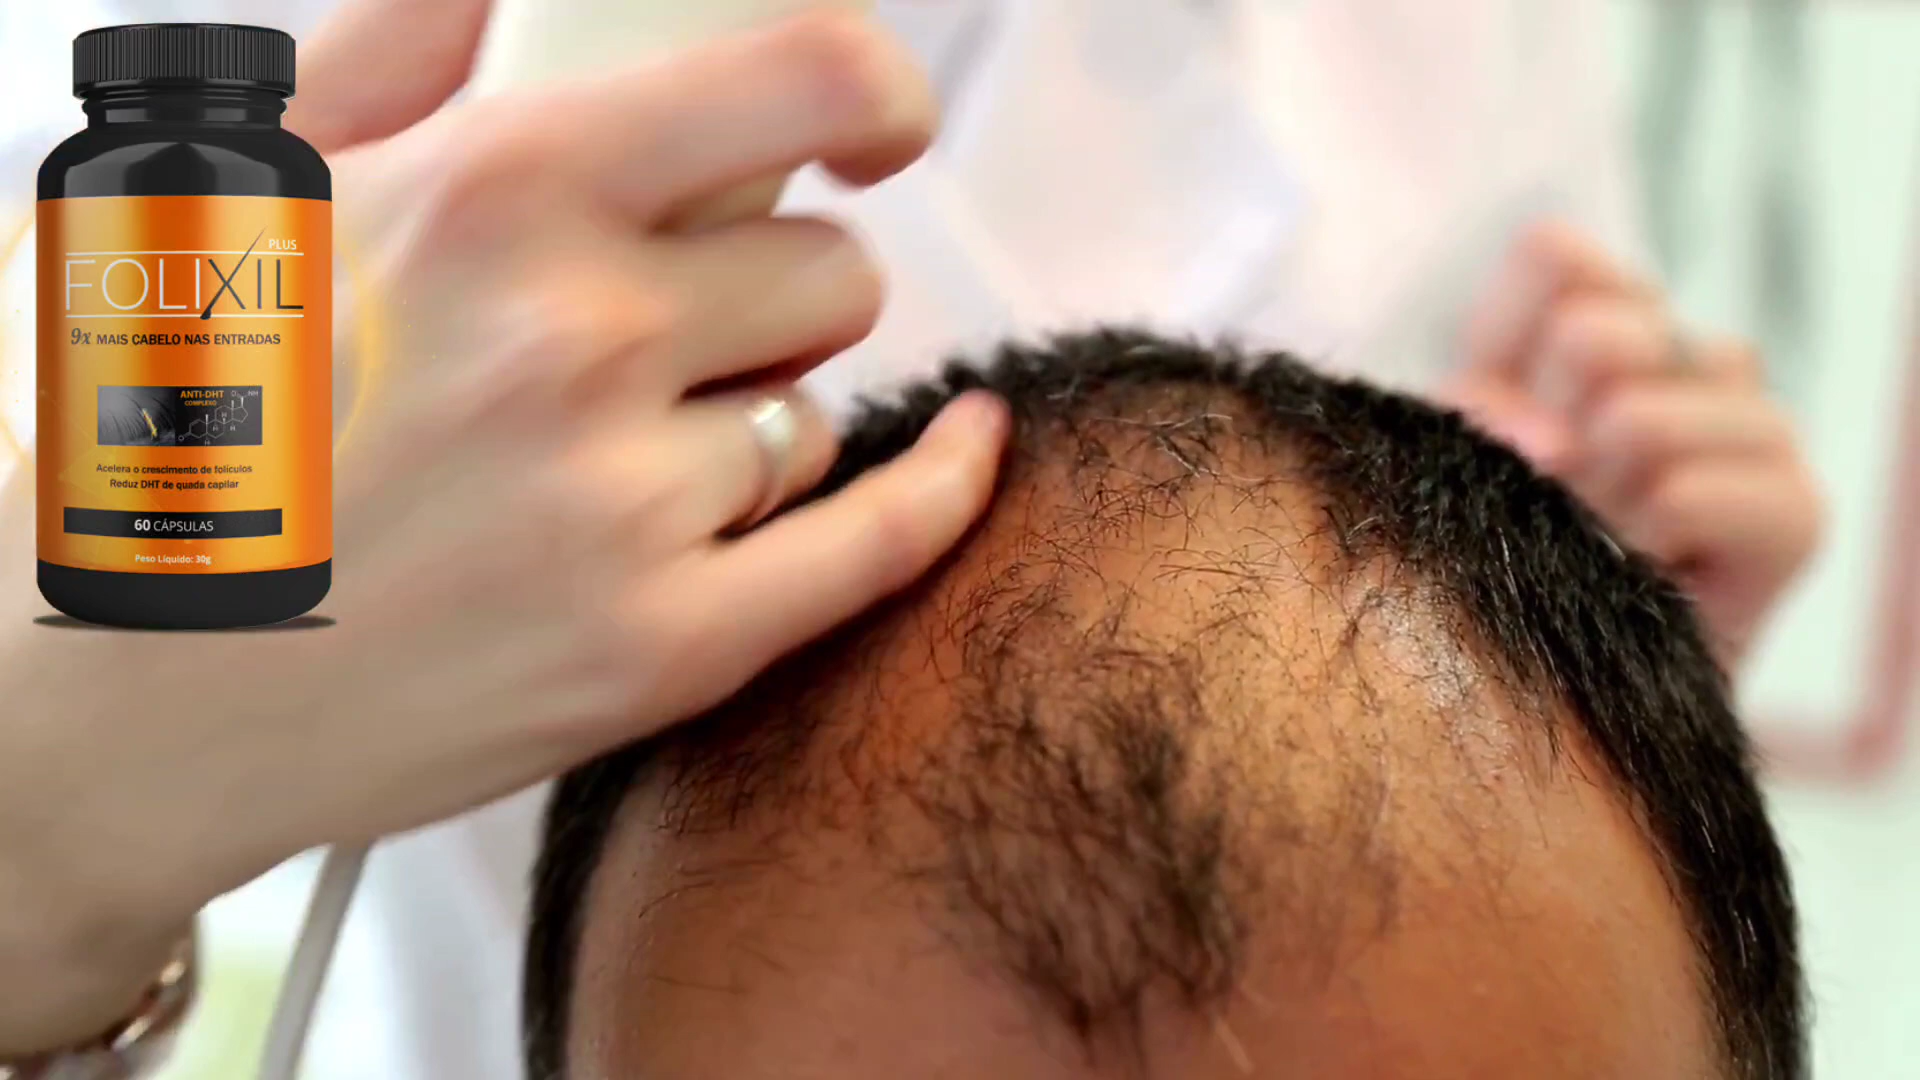 PLUS
FOLIXIL
9x MAIS CABELO NAS ENTRADAS
ANTI-DHT
COMPLEXO
Acelera o crescimento de folículos
Reduz DHT de quada capilar
60 CÁPSULAS
Peso Líquido: 30g